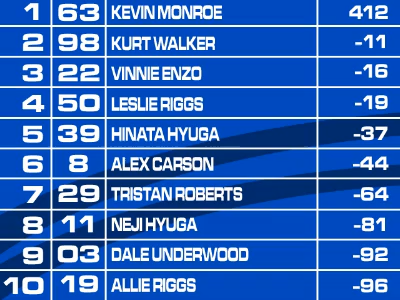 1 63 KEVIN MONROE 412
2 98 KURT WALKER -11
3 22 VINNIE ENZO -16
4 50 LESLIE RIGGS -19
5 39 HINATA HYUGA -37
6 8 ALEX CARSON -44
7 29 TRISTAN ROBERTS -64
8 11 NEJI HYUGA -81
9 03 DALE UNDERWOOD -92
10 19 ALLIE RIGGS -96